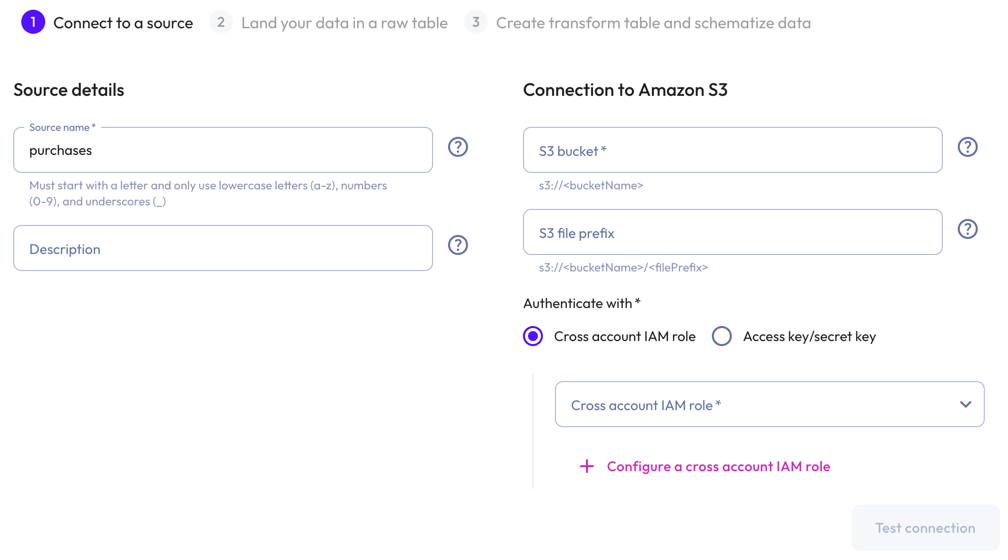 1 Connect to a source 2 Land your data in a raw table 3 Create transform table and schematize data
Source details
Source name *
purchases
?
Must start with a letter and only use lowercase letters (a-z), numbers
(0-9), and underscores (_)
Description
?
Connection to Amazon S3
S3 bucket *
?
s3://<bucketName>
S3 file prefix
?
s3://<bucketName>/<filePrefix>
Authenticate with *
Cross account IAM role Access key/secret key
Cross account IAM role *
+ Configure a cross account IAM role
Test connection